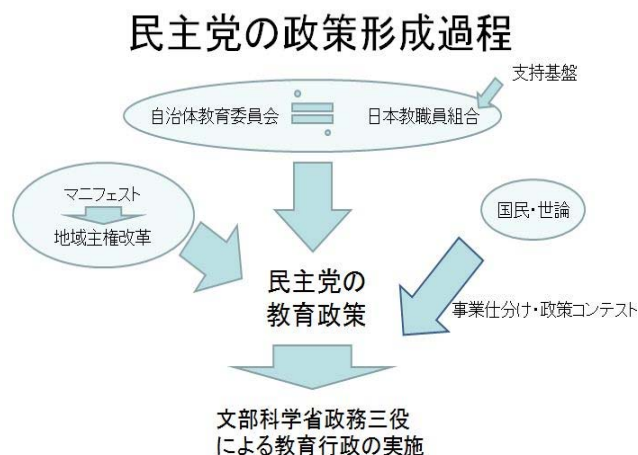 民主党の政策形成過程
支持基盤
自治体教育委員会
日本教職員組合
マニフェスト
地域主権改革
国民・世論
民主党の
教育政策
事業仕分け・政策コンテスト
文部科学省政務三役
による教育行政の実施